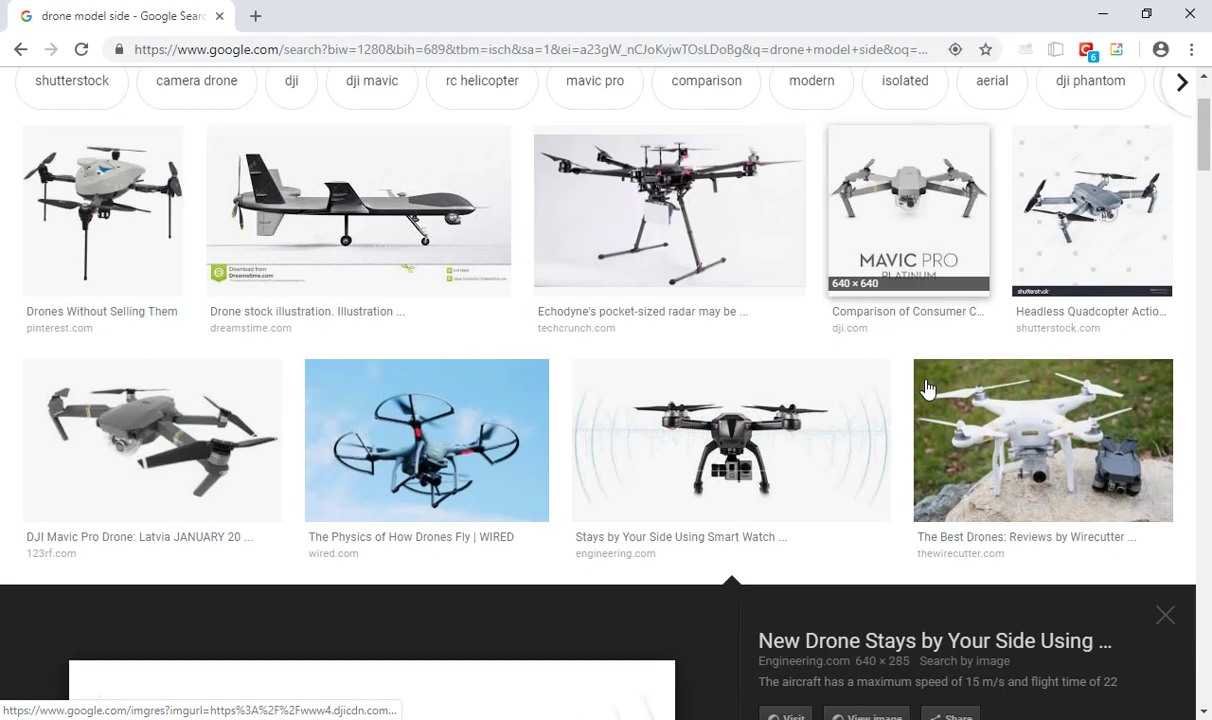 drone model side - Google Searc
https://www.google.com/search?biw=1280&bih=689&tbm=isch&sa=1&ei=a23gW_nCJoKvjwTOsLDoBg&q=drone+model+side&oq=...
6
shutterstock
camera drone
dji
dji mavic
rc helicopter
mavic pro
comparison
modern
isolated
aerial
dji phantom
Download from
Dreamstime.com
MAVIC PRO
PLATINUM
640 × 640
shutterstock
Drones Without Selling Them
pinterest.com
Drone stock illustration. Illustration ...
dreamstime.com
Echodyne's pocket-sized radar may be ...
techcrunch.com
Comparison of Consumer C...
dji.com
Headless Quadcopter Actio...
shutterstock.com
DJI Mavic Pro Drone: Latvia JANUARY 20 ...
123rf.com
The Physics of How Drones Fly | WIRED
wired.com
Stays by Your Side Using Smart Watch ...
engineering.com
The Best Drones: Reviews by Wirecutter ...
thewirecutter.com
New Drone Stays by Your Side Using ...
Engineering.com 640 × 285 Search by image
The aircraft has a maximum speed of 15 m/s and flight time of 22
Visit
View image
Share
https://www.google.com/imgres?imgurl=https%3A%2F%2Fwww4.djicdn.com...